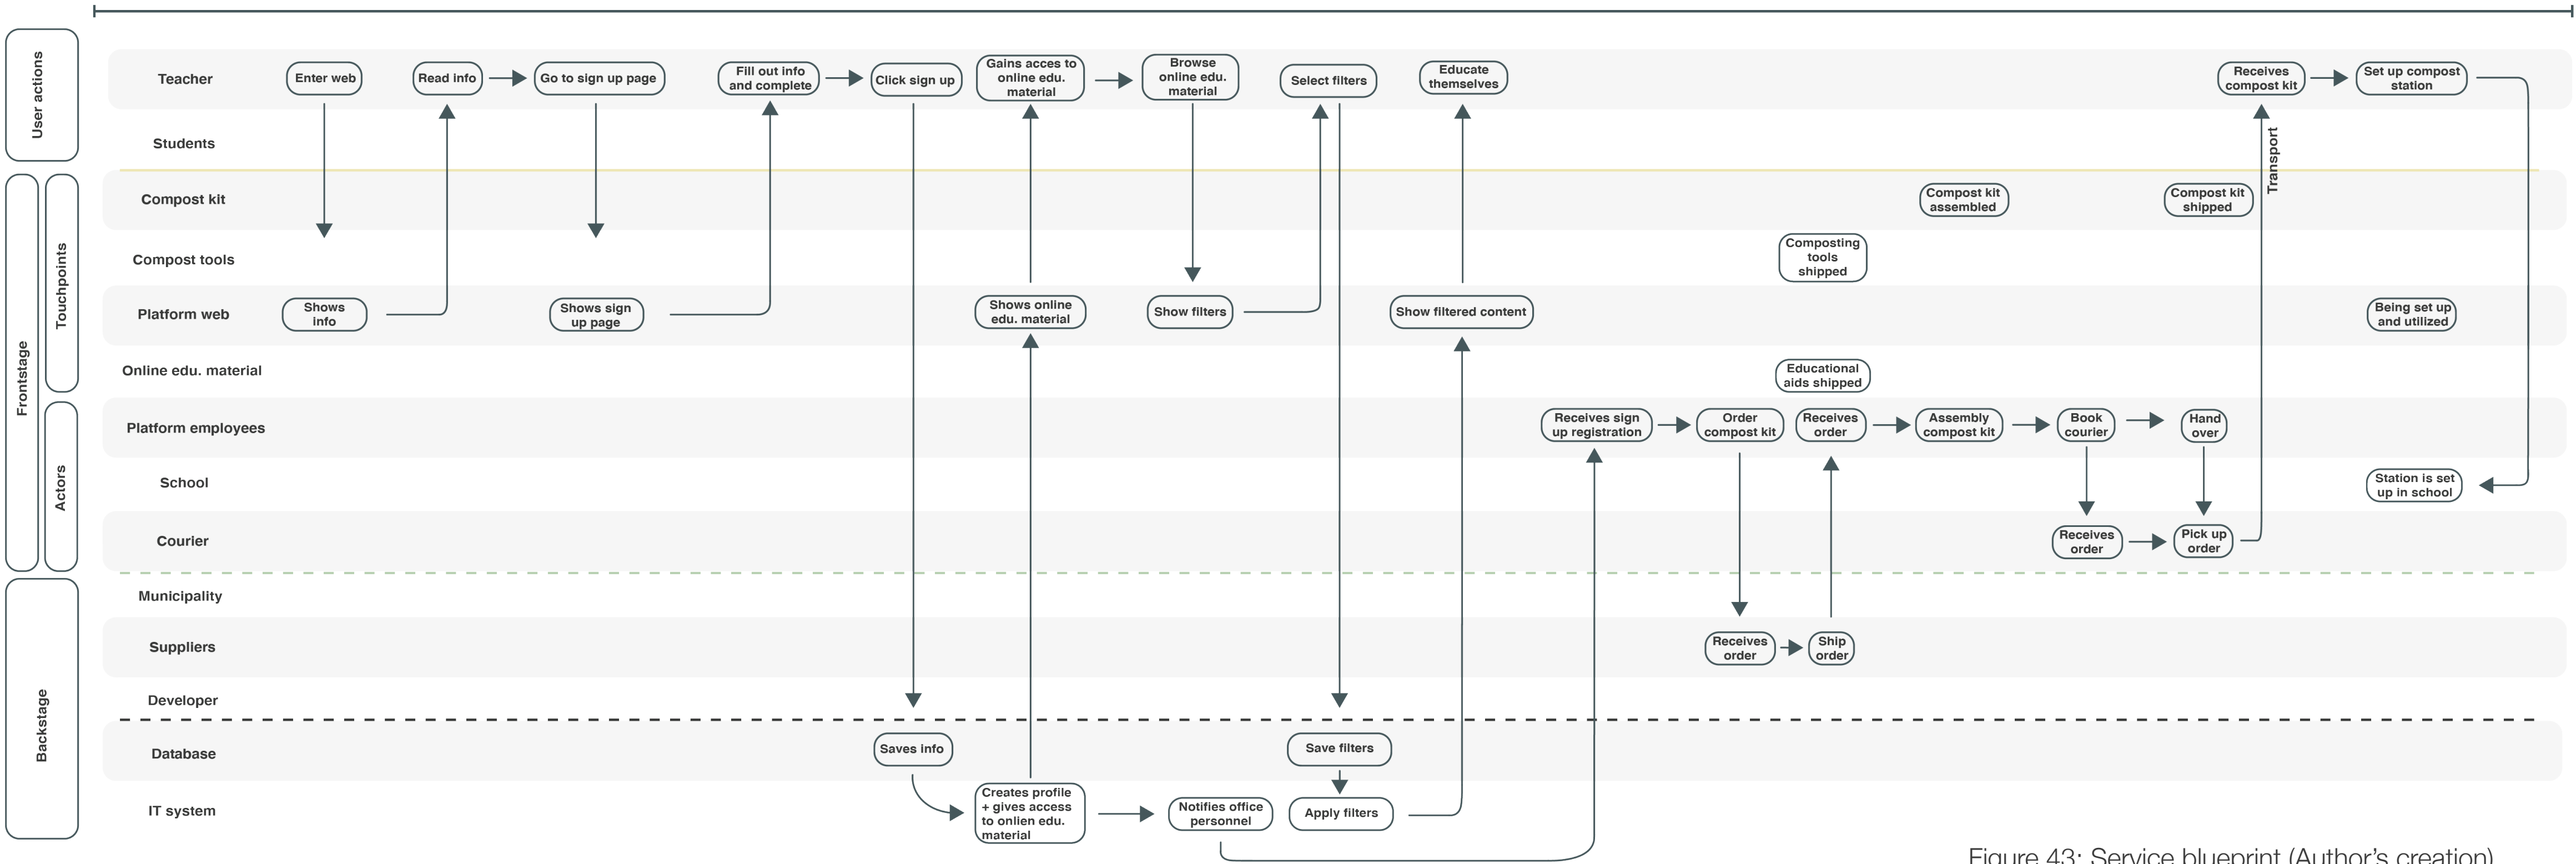 User actions
Frontstage
Touchpoints
Actors
Backstage
Teacher
Enter web
Read info
Go to sign up page
Fill out info
and complete
Click sign up
Gains acces to
online edu.
material
Browse
online edu.
material
Select filters
Educate
themselves
Receives
compost kit
Set up compost
station
Students
Transport
Compost kit
Compost kit
assembled
Compost kit
shipped
Compost tools
Composting
tools
shipped
Platform web
Shows
info
Shows sign
up page
Shows online
edu. material
Show filters
Show filtered content
Being set up
and utilized
Online edu. material
Educational
aids shipped
Platform employees
Receives sign
up registration
Order
compost kit
Receives
order
Assembly
compost kit
Book
courier
Hand
over
School
Station is set
up in school
Courier
Receives
order
Pick up
order
Municipality
Suppliers
Receives
order
Ship
order
Developer
Database
Saves info
Save filters
IT system
Creates profile
+ gives access
to onlien edu.
material
Notifies office
personnel
Apply filters
Figure 43: Service blueprint (Author's creation)